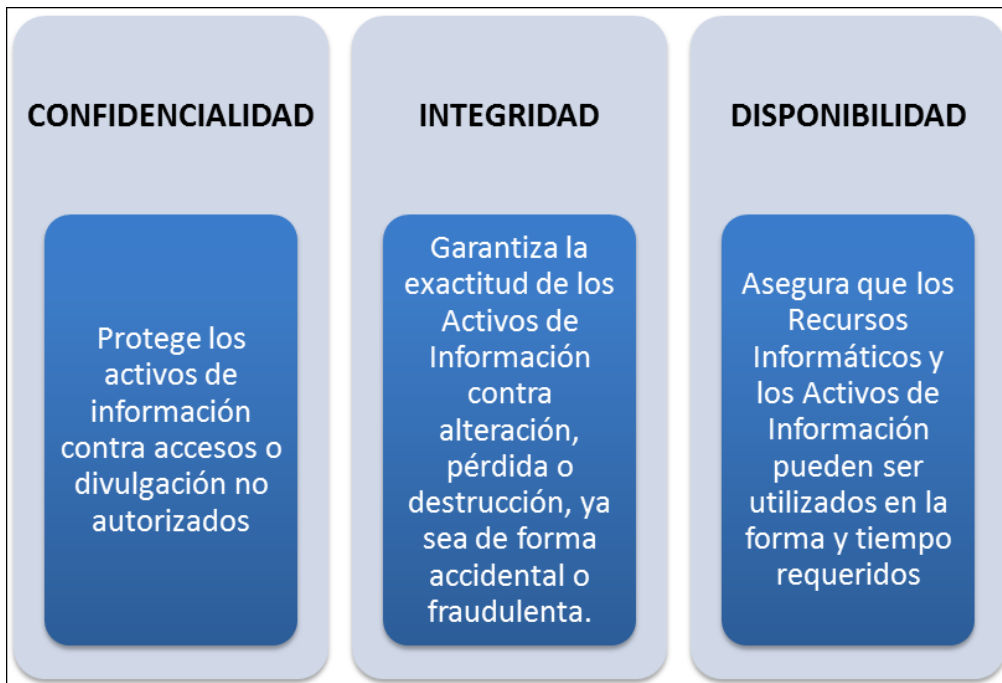 CONFIDENCIALIDAD
Protege los
activos de
información
contra accesos o
divulgación no
autorizados
INTEGRIDAD
Garantiza la
exactitud de los
Activos de
Información
contra
alteración,
pérdida o
destrucción, ya
sea de forma
accidental o
fraudulenta.
DISPONIBILIDAD
Asegura que los
Recursos
Informáticos y
los Activos de
Información
pueden ser
utilizados en la
forma y tiempo
requeridos